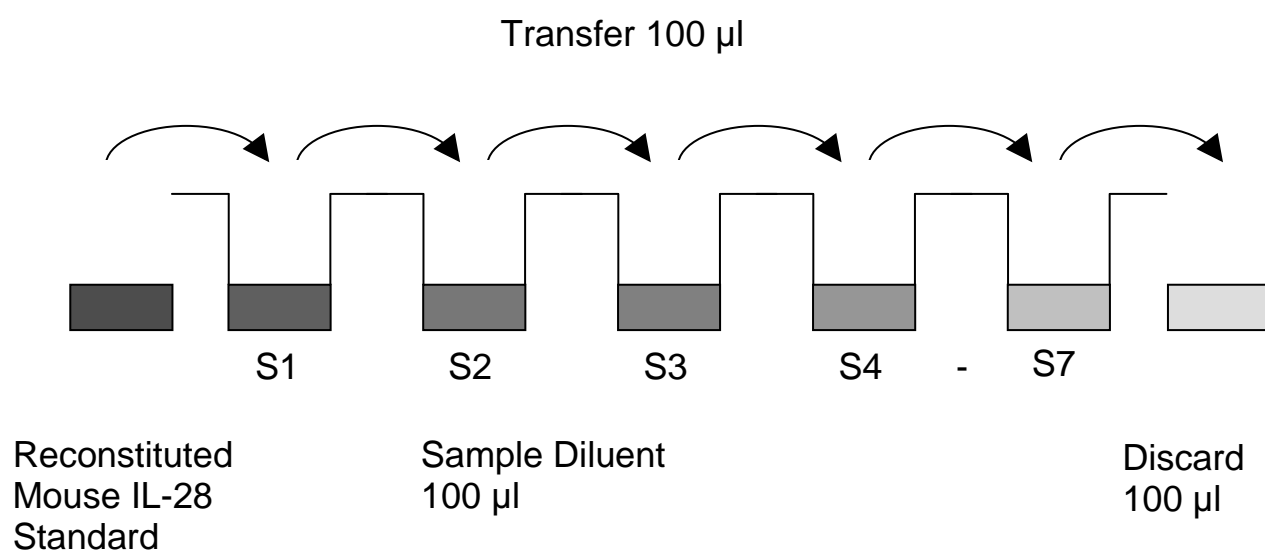 Transfer 100 µl
S1 S2 S3 S4 - S7
Reconstituted
Mouse IL-28
Standard
Sample Diluent
100 µl
Discard
100 µl